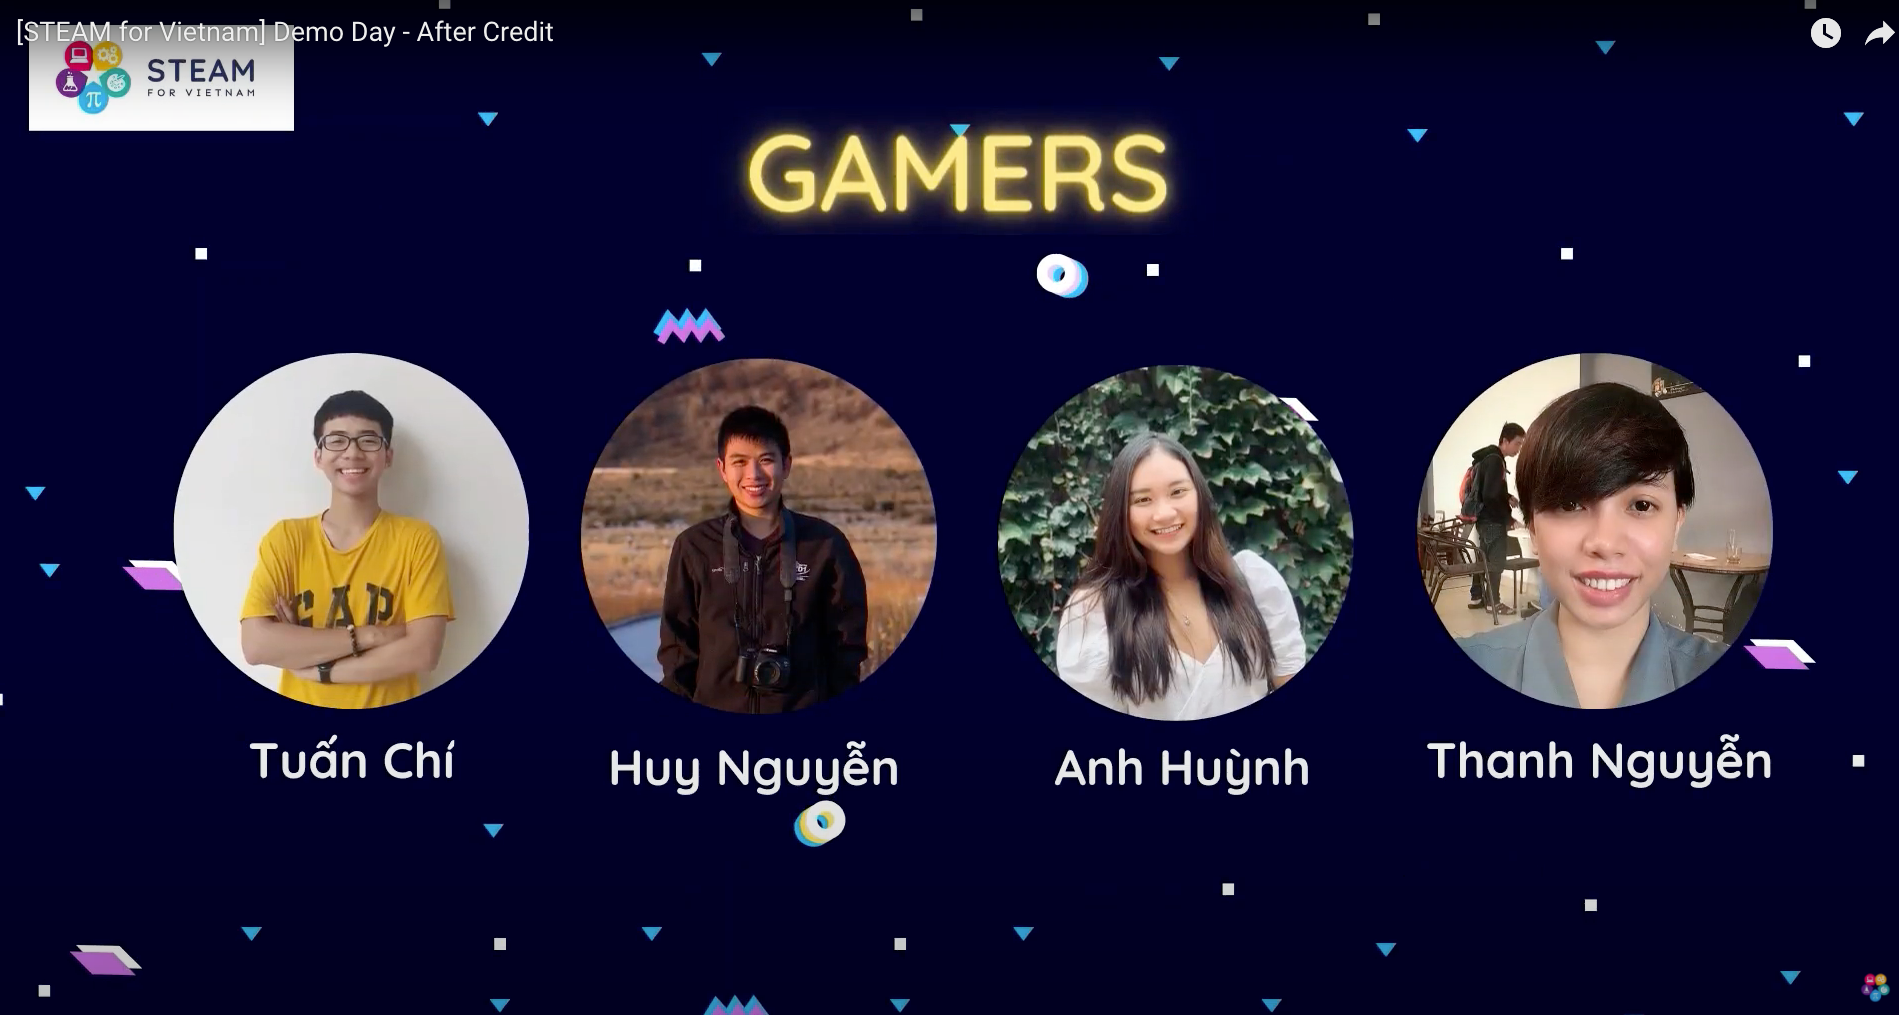 [STEAM for Vietnam] Demo Day - After Credit
STEAM
FOR VIETNAM
GAMERS
GAP
Tuấn Chí
Huy Nguyễn
Anh Huỳnh
Thanh Nguyễn